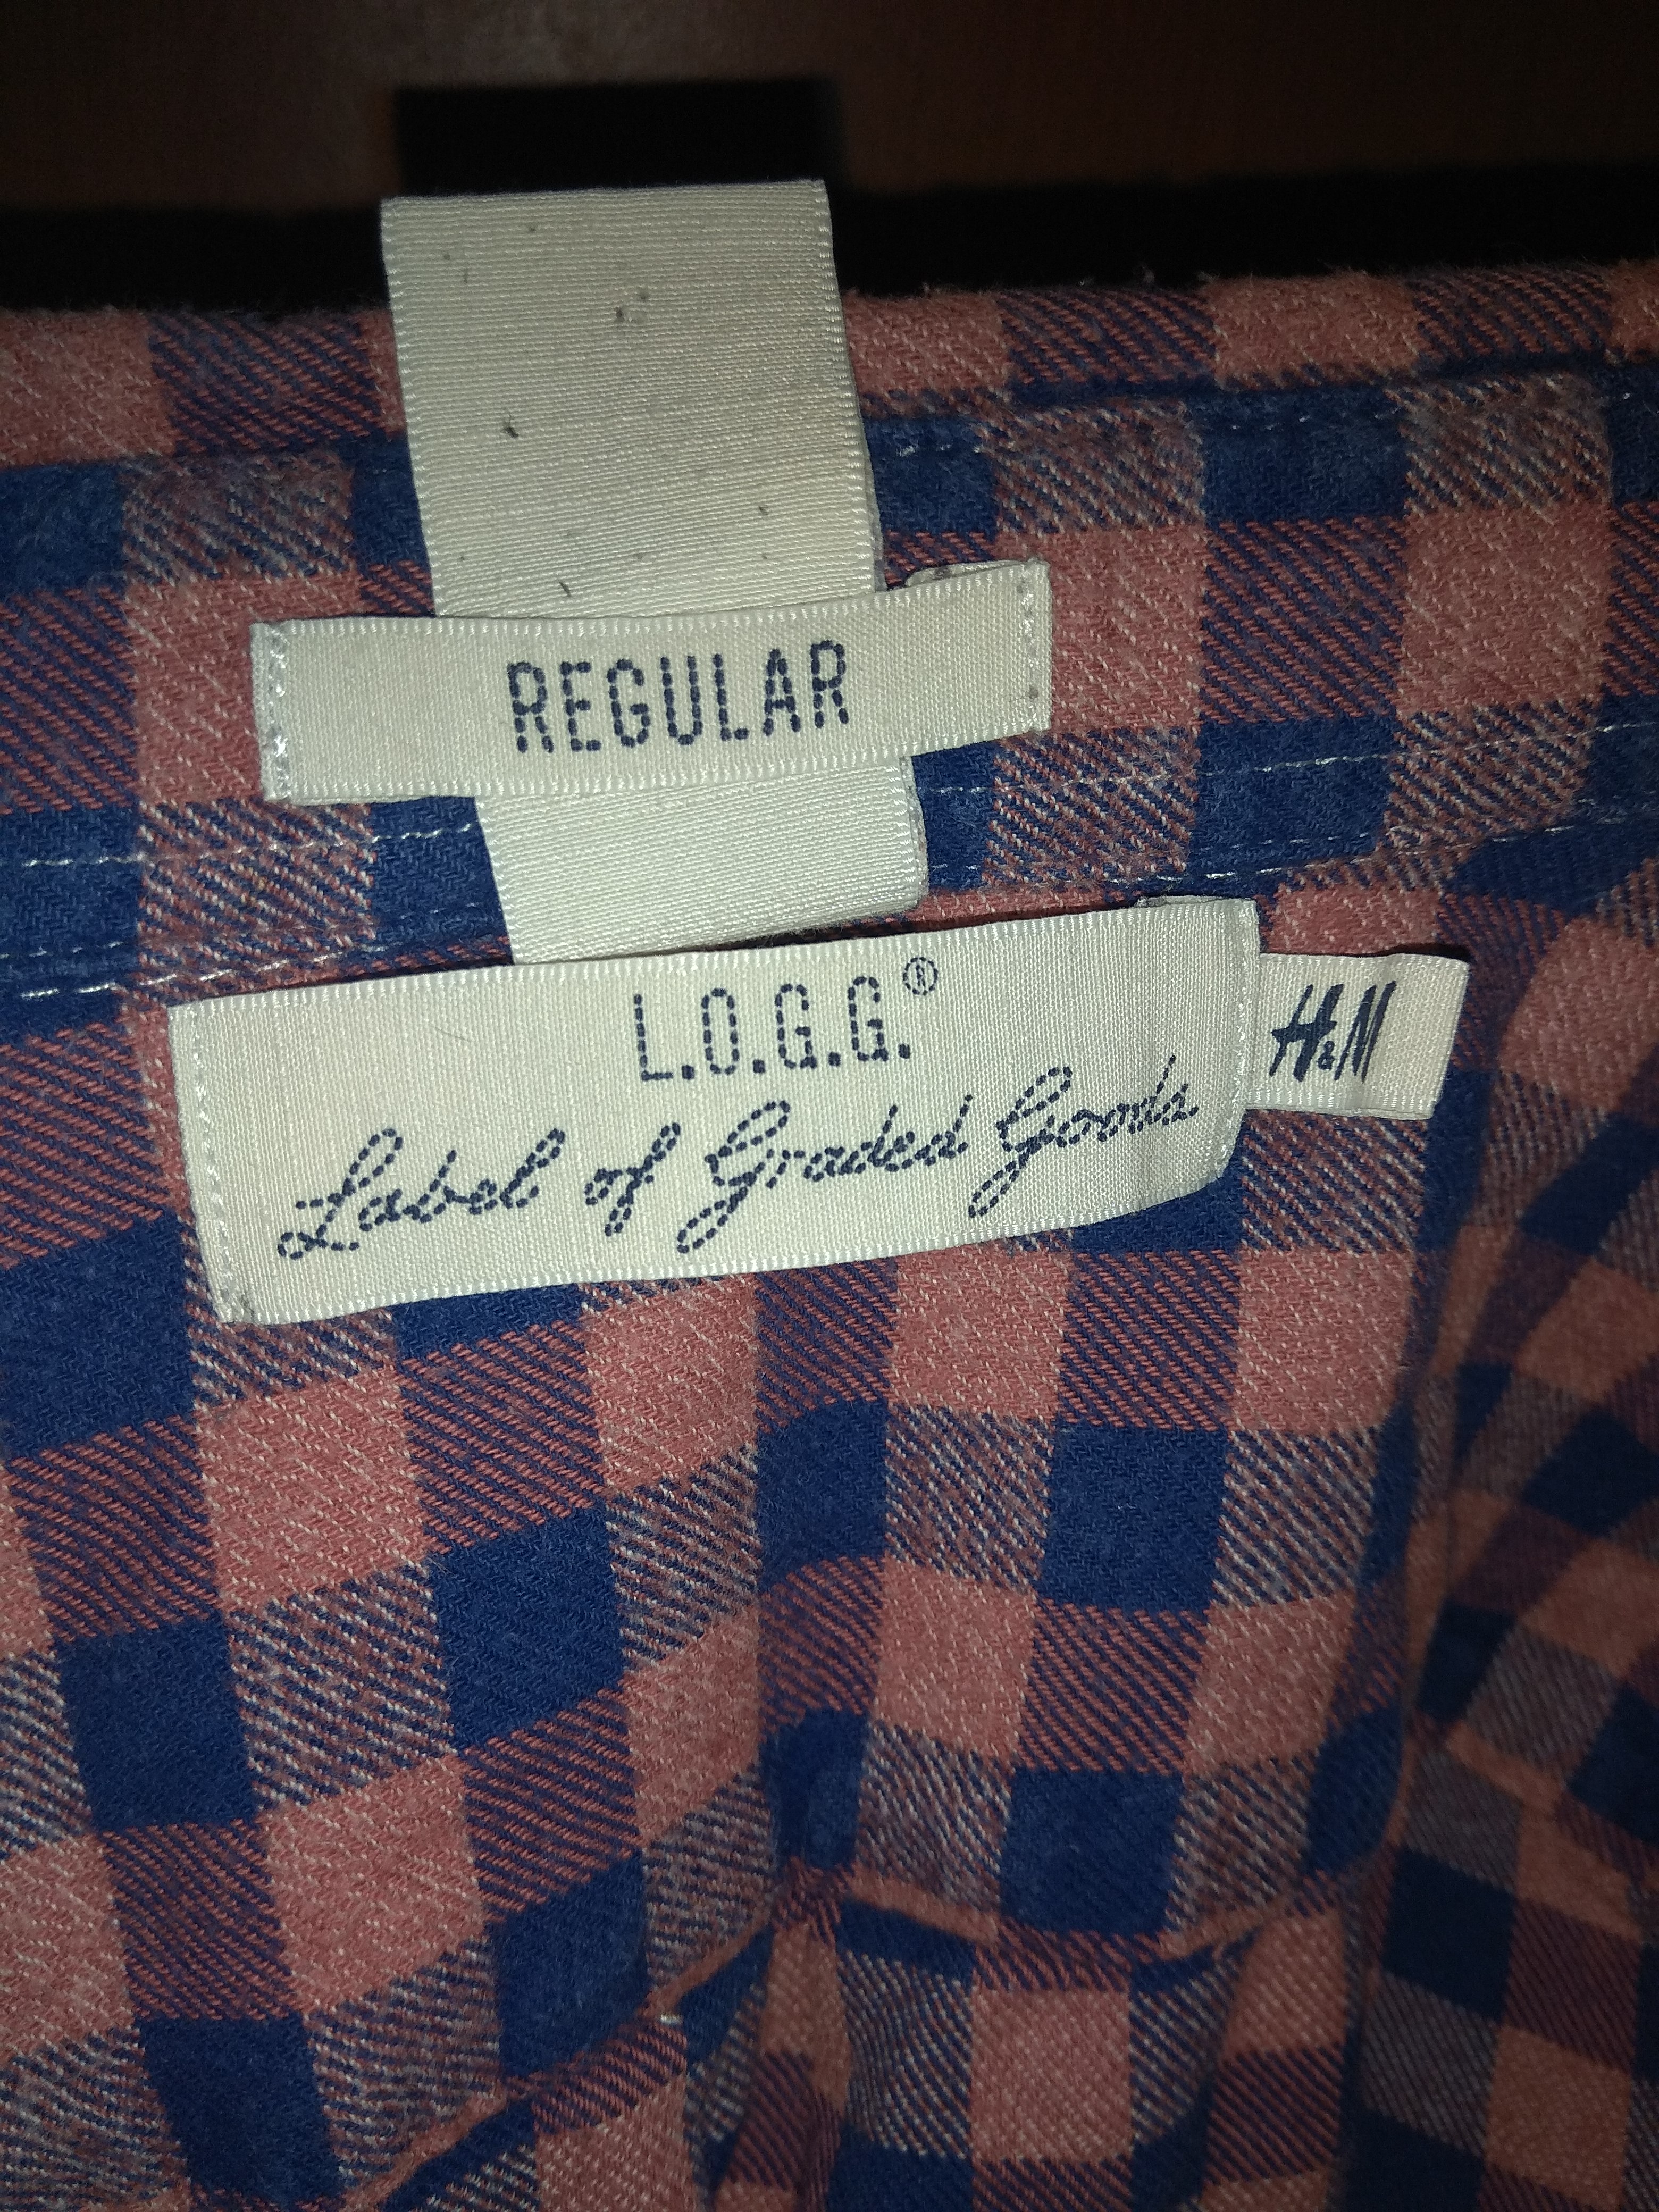 REGULAR
L.O.G.G.®
Label of Graded Goods
H&M